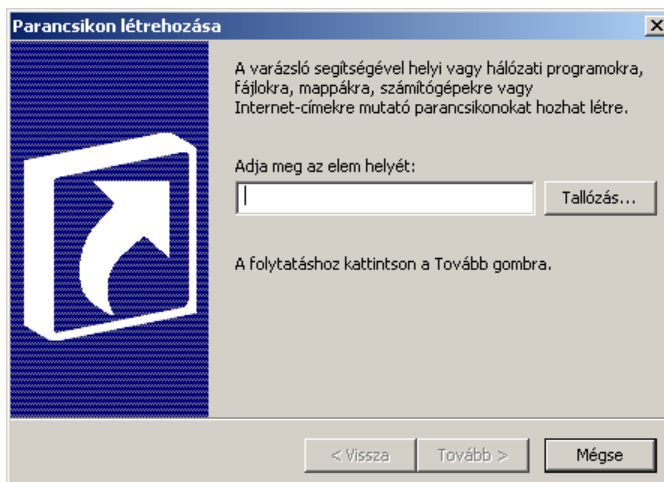 Parancsikon létrehozása
A varázsló segítségével helyi vagy hálózati programokra,
fájlokra, mappákra, számítógépekre vagy
Internet-címekre mutató parancsikonokat hozhat létre.
Adja meg az elem helyét:
Tallózás...
A folytatáshoz kattintson a Tovább gombra.
< Vissza Tovább > Mégse